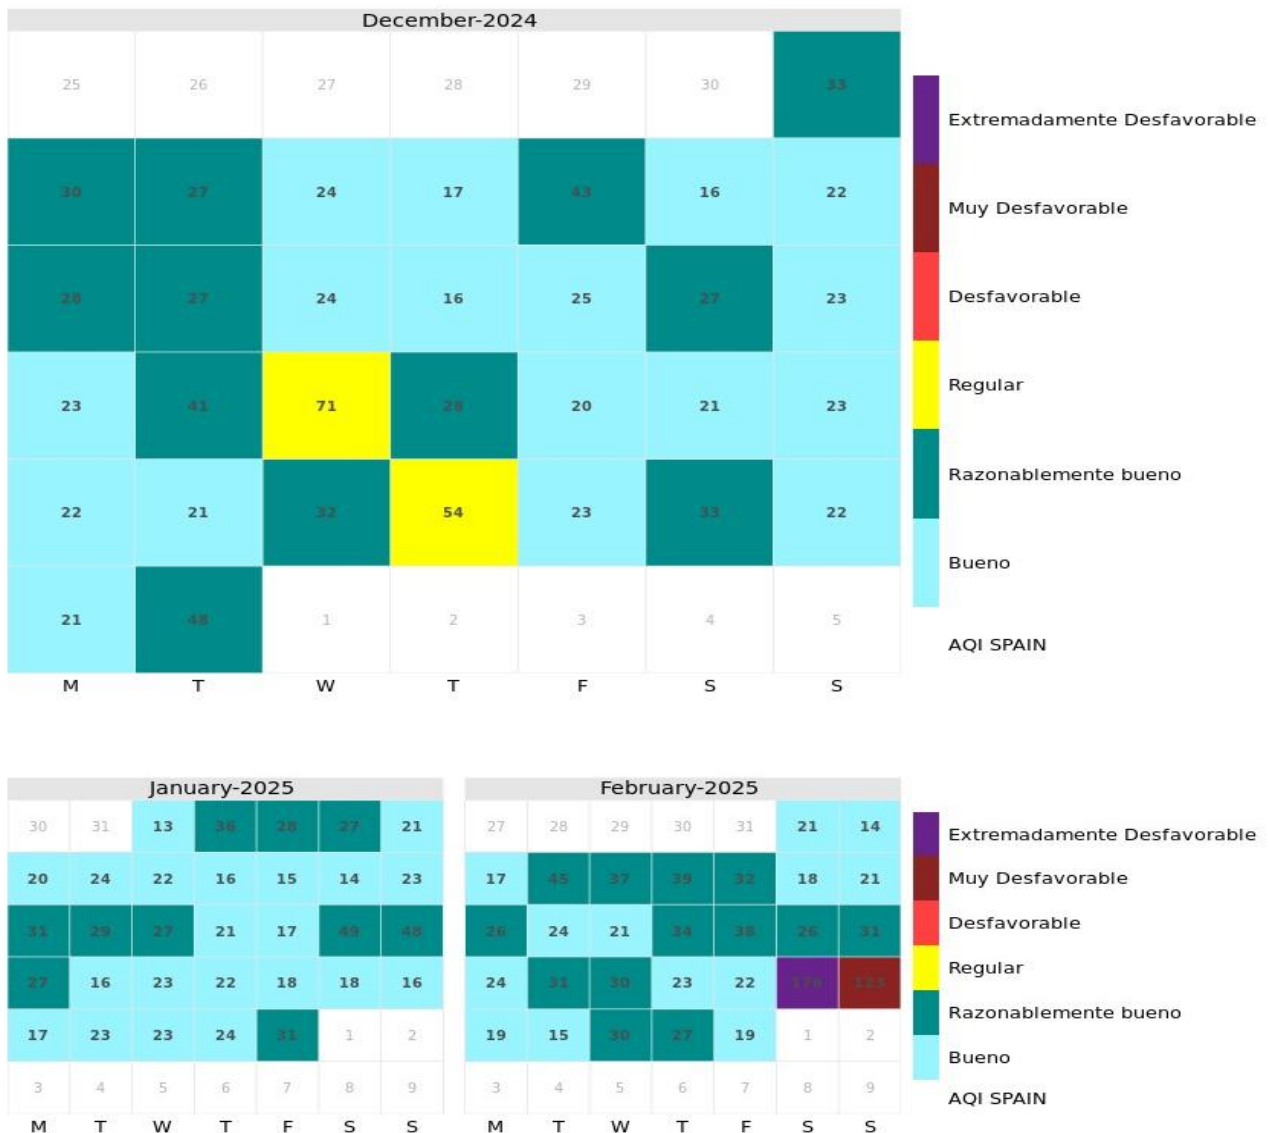 December-2024
25 26 27 28 29 30 33
30 27 24 17 43 16 22
28 27 24 16 25 27 23
23 41 71 28 20 21 23
22 21 32 54 23 33 22
21 48 1 2 3 4 5
M T W T F S S
Extremadamente Desfavorable
Muy Desfavorable
Desfavorable
Regular
Razonablemente bueno
Bueno
AQI SPAIN
January-2025
30 31 13 36 28 27 21
20 24 22 16 15 14 23
31 29 27 21 17 49 48
27 16 23 22 18 18 16
17 23 23 24 31 1 2
3 4 5 6 7 8 9
M T W T F S S
February-2025
27 28 29 30 31 21 14
17 45 37 39 32 18 21
26 24 21 34 38 26 31
24 31 30 23 22 123
19 15 30 27 19 1 2
3 4 5 6 7 8 9
M T W T F S S
Extremadamente Desfavorable
Muy Desfavorable
Desfavorable
Regular
Razonablemente bueno
Bueno
AQI SPAIN